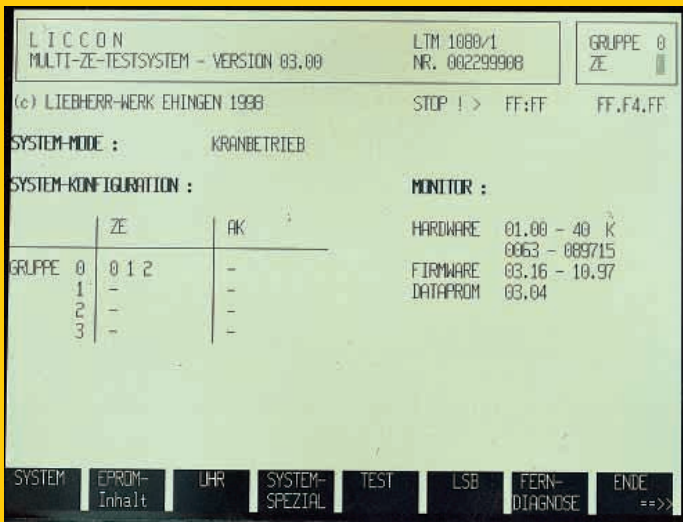 LICCON
MULTI-ZE-TESTSYSTEM - VERSION 03.00
LTM 1080/1
NR. 002299908
GRUPPE 0
ZE
(c) LIEBHERR-WERK EHINGEN 1998
STOP ! > FF:FF FF.F4.FF
SYSTEM-MODE : KRANBETRIEB
SYSTEM-KONFIGURATION :
MONITOR :
ZE AK
HARDWARE 01.00 - 40 K
0063 - 089715
GRUPPE 0 0 1 2 -
FIRMWARE 03.16 - 10.97
1 - -
DATAPROM 03.04
2 - -
3 - -
SYSTEM EPROM- UHR SYSTEM- TEST LSB FERN- ENDE
Inhalt SPEZIAL DIAGNOSE ==>>